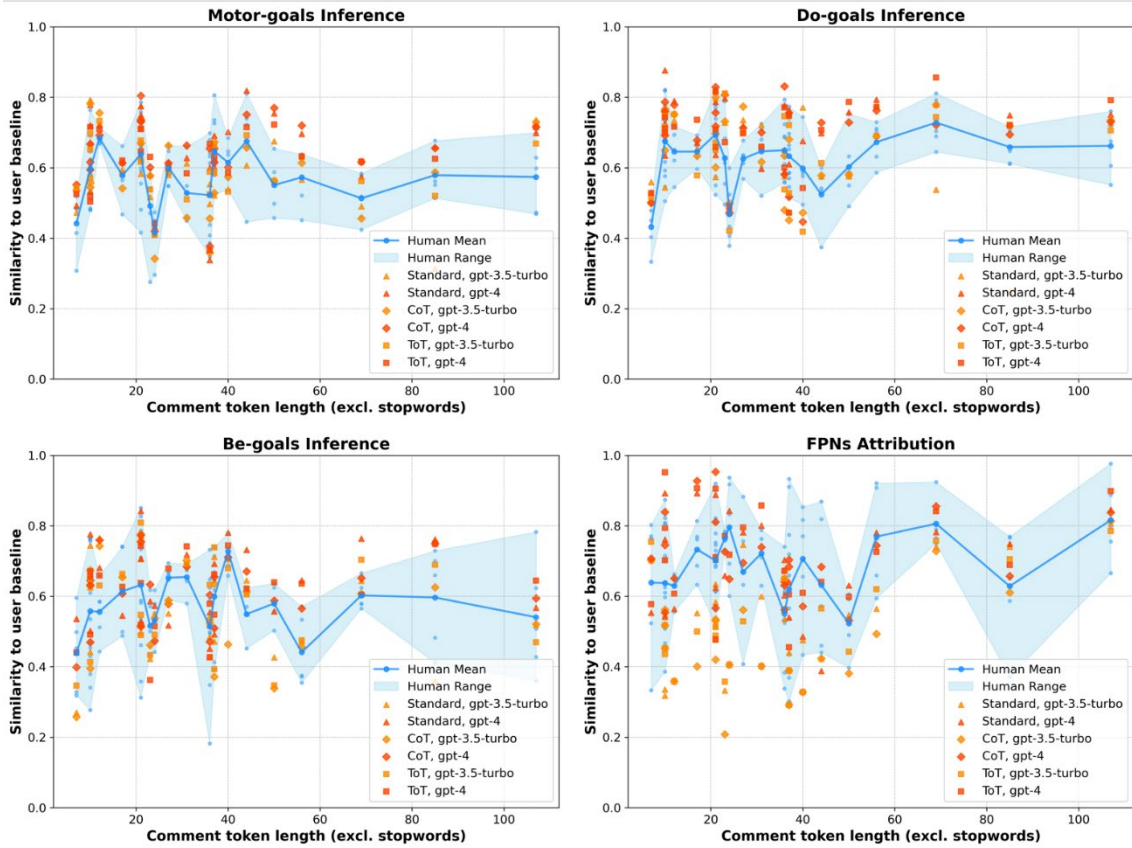 Motor-goals Inference
1.0
0.8
0.6
0.4
0.2
0.0
Similarity to user baseline
Human Mean
Human Range
Standard, gpt-3.5-turbo
Standard, gpt-4
CoT, gpt-3.5-turbo
CoT, gpt-4
ToT, gpt-3.5-turbo
ToT, gpt-4
20 40 60 80 100
Comment token length (excl. stopwords)
Do-goals Inference
1.0
0.8
0.6
0.4
0.2
0.0
Similarity to user baseline
Human Mean
Human Range
Standard, gpt-3.5-turbo
Standard, gpt-4
CoT, gpt-3.5-turbo
CoT, gpt-4
ToT, gpt-3.5-turbo
ToT, gpt-4
20 40 60 80 100
Comment token length (excl. stopwords)
Be-goals Inference
1.0
0.8
0.6
0.4
0.2
0.0
Similarity to user baseline
Human Mean
Human Range
Standard, gpt-3.5-turbo
Standard, gpt-4
CoT, gpt-3.5-turbo
CoT, gpt-4
ToT, gpt-3.5-turbo
ToT, gpt-4
20 40 60 80 100
Comment token length (excl. stopwords)
FPNs Attribution
1.0
0.8
0.6
0.4
0.2
0.0
Similarity to user baseline
Human Mean
Human Range
Standard, gpt-3.5-turbo
Standard, gpt-4
CoT, gpt-3.5-turbo
CoT, gpt-4
ToT, gpt-3.5-turbo
ToT, gpt-4
20 40 60 80 100
Comment token length (excl. stopwords)